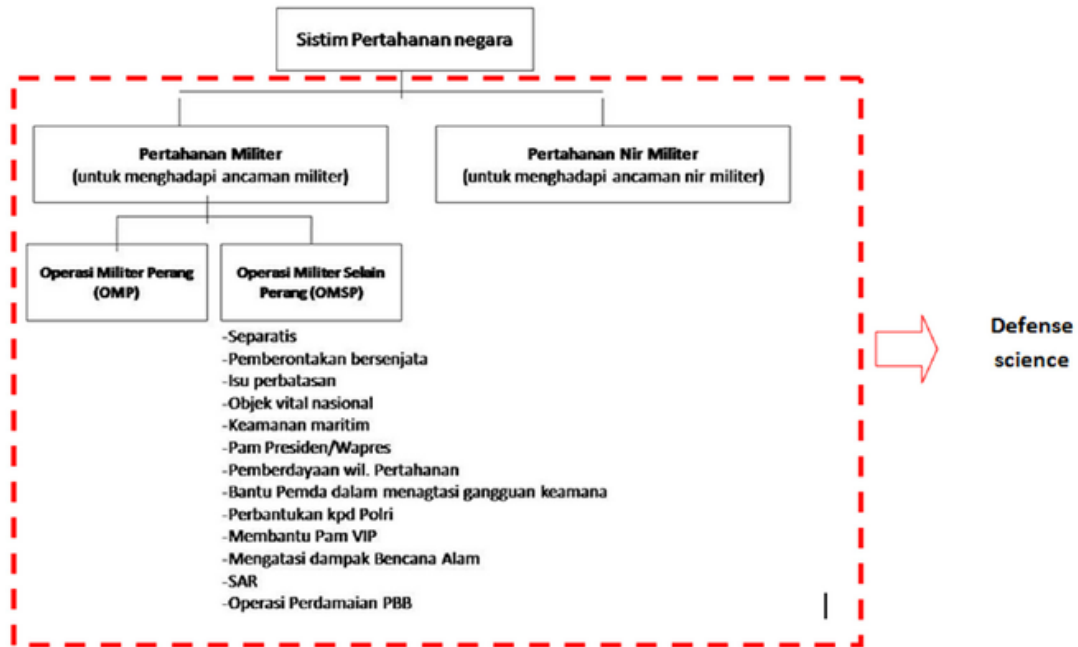 Sistim Pertahanan negara
Pertahanan Militer
(untuk menghadapi ancaman militer)
Pertahanan Nir Militer
(untuk menghadapi ancaman nir militer)
Operasi Militer Perang
(OMP)
Operasi Militer Selain
Perang (OMSP)
-Separatis
-Pemberontakan bersenjata
-Isu perbatasan
-Objek vital nasional
-Keamanan maritim
-Pam Presiden/Wapres
-Pemberdayaan wil. Pertahanan
-Bantu Pemda dalam menagtasi gangguan keamana
-Perbantukan kpd Polri
-Membantu Pam VIP
-Mengatasi dampak Bencana Alam
-SAR
-Operasi Perdamaian PBB
Defense
science